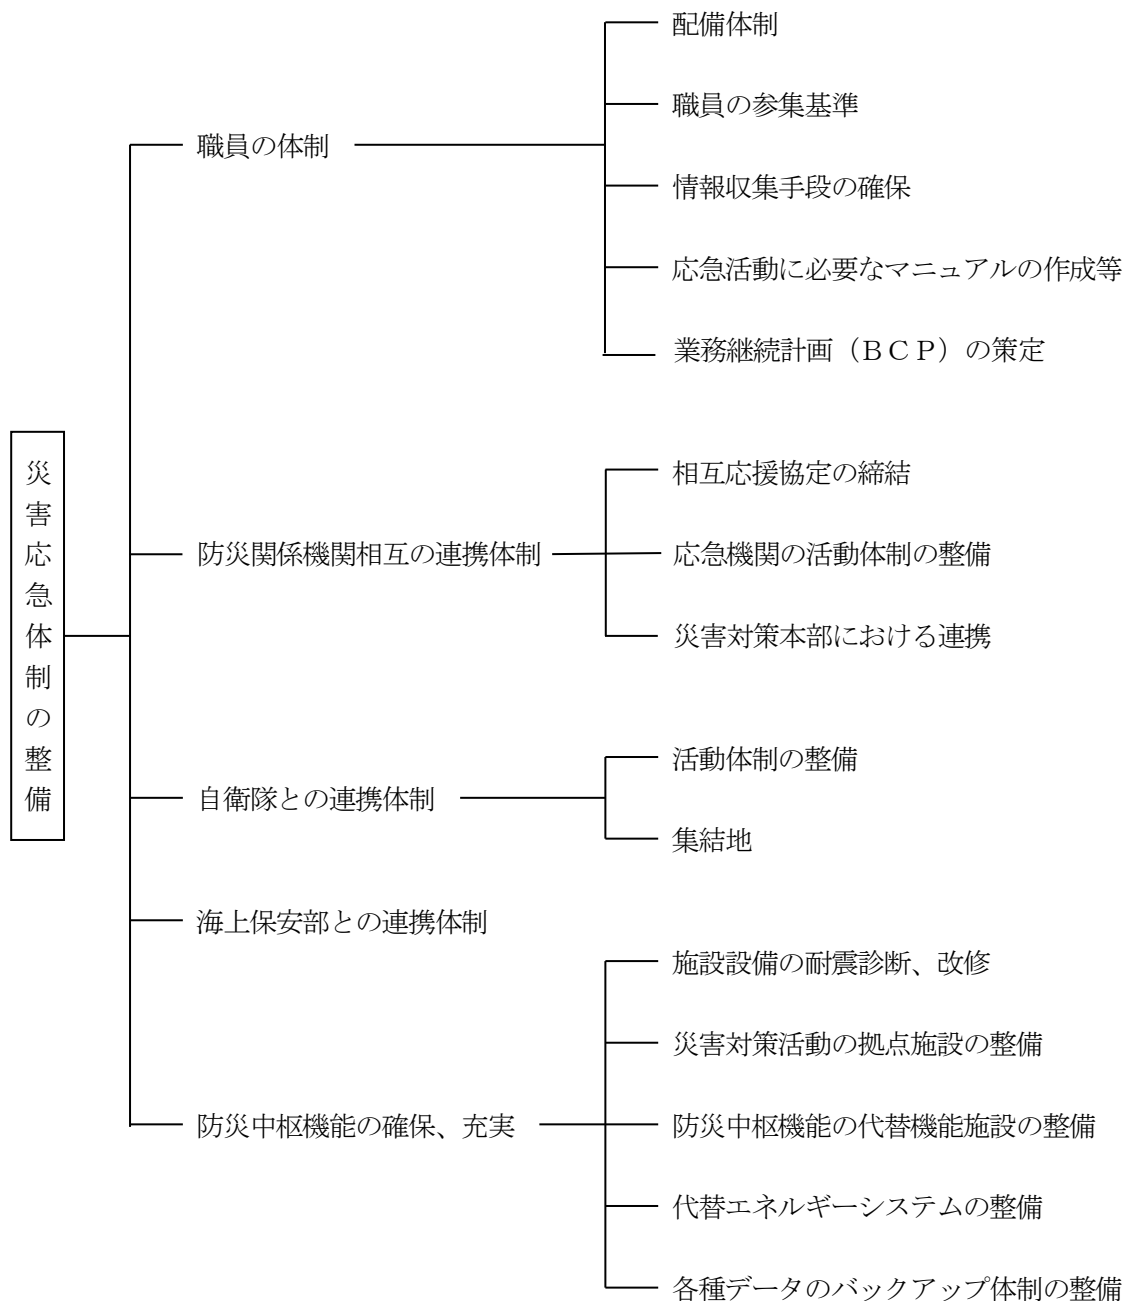 災害応急体制の整備
職員の体制
配備体制
職員の参集基準
情報収集手段の確保
応急活動に必要なマニュアルの作成等
業務継続計画（ＢＣＰ）の策定
防災関係機関相互の連携体制
相互応援協定の締結
応急機関の活動体制の整備
災害対策本部における連携
自衛隊との連携体制
活動体制の整備
集結地
海上保安部との連携体制
防災中枢機能の確保、充実
施設設備の耐震診断、改修
災害対策活動の拠点施設の整備
防災中枢機能の代替機能施設の整備
代替エネルギーシステムの整備
各種データのバックアップ体制の整備